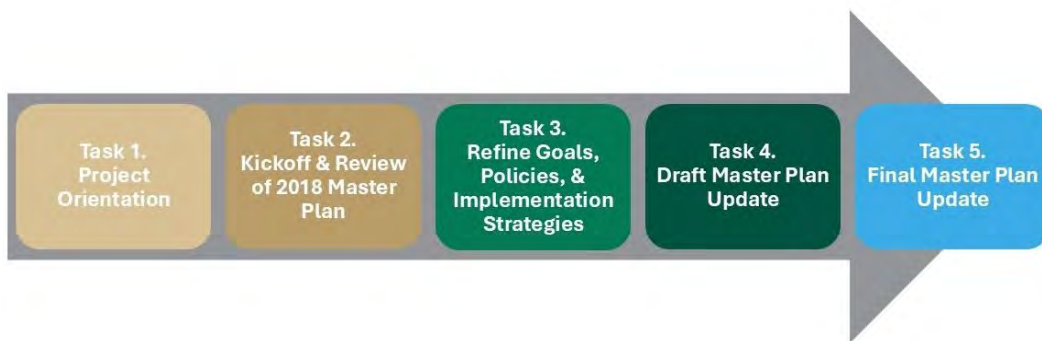 Task 1.
Project
Orientation
Task 2.
Kickoff & Review
of 2018 Master
Plan
Task 3.
Refine Goals,
Policies, &
Implementation
Strategies
Task 4.
Draft Master Plan
Update
Task 5.
Final Master Plan
Update